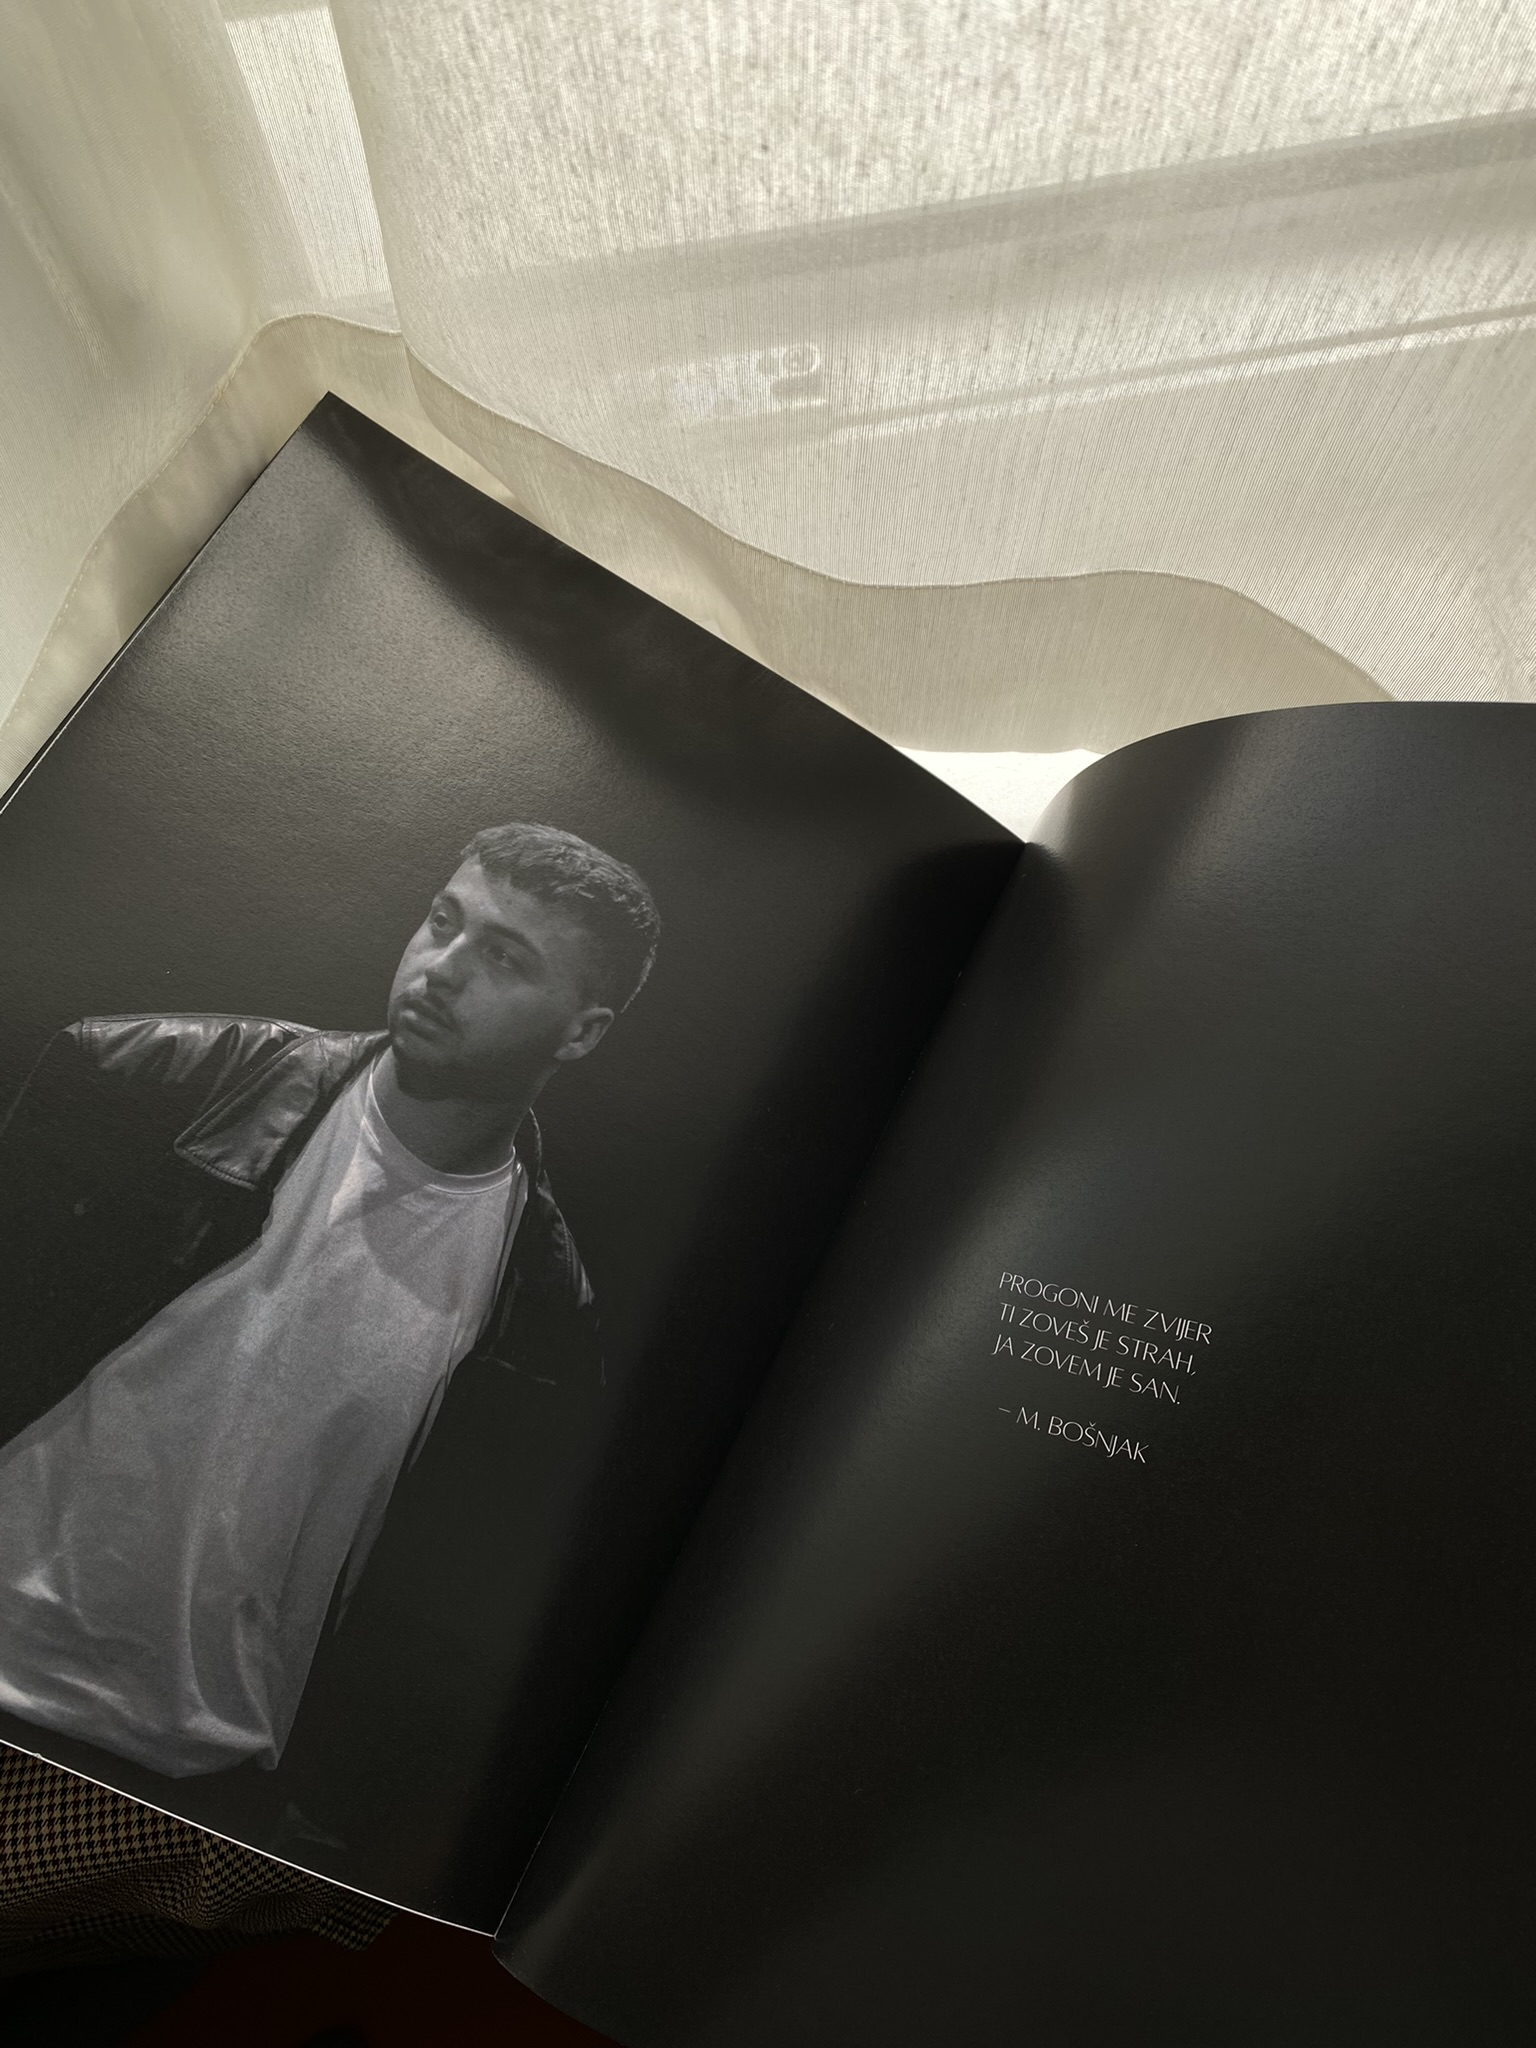 PROGONI ME ZVIJER
TI ZOVEŠ JE STRAH,
JA ZOVEM JE SAN.
– M. BOŠNJAK